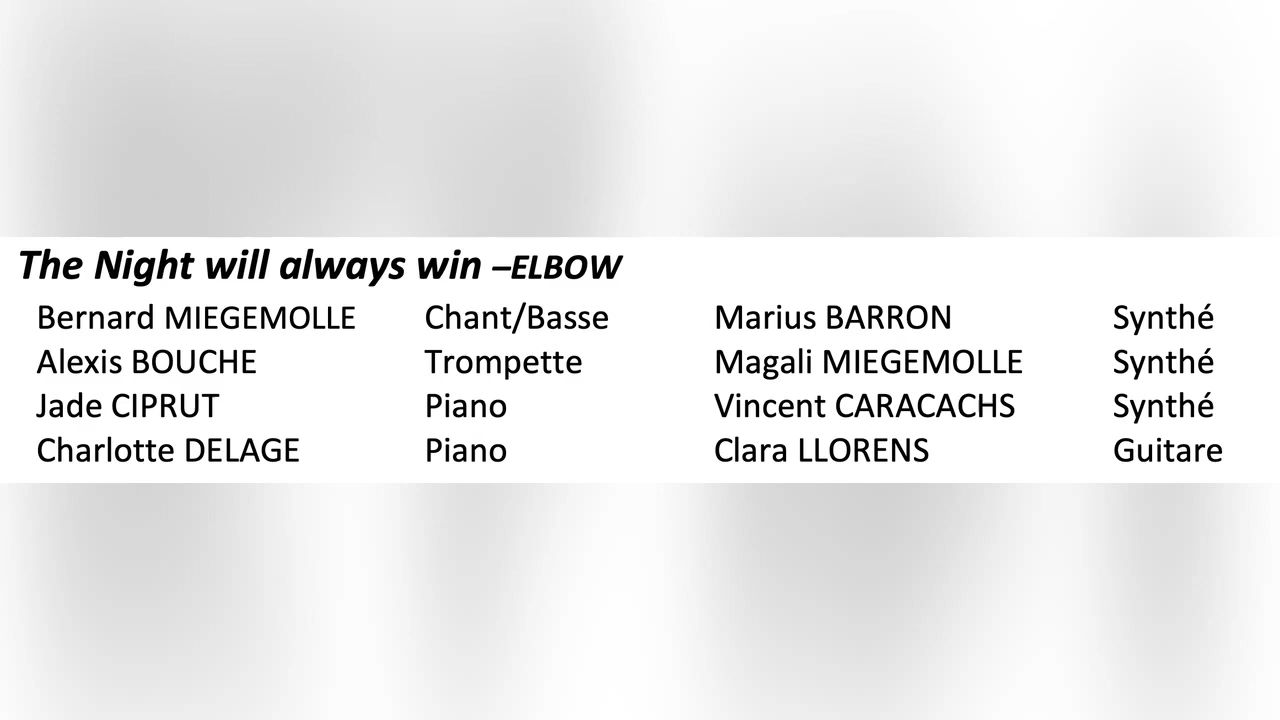 The Night will always win –ELBOW
Bernard MIEGEMOLLE Chant/Basse Marius BARRON Synthé
Alexis BOUCHE Trompette Magali MIEGEMOLLE Synthé
Jade CIPRUT Piano Vincent CARACACHS Synthé
Charlotte DELAGE Piano Clara LLORENS Guitare